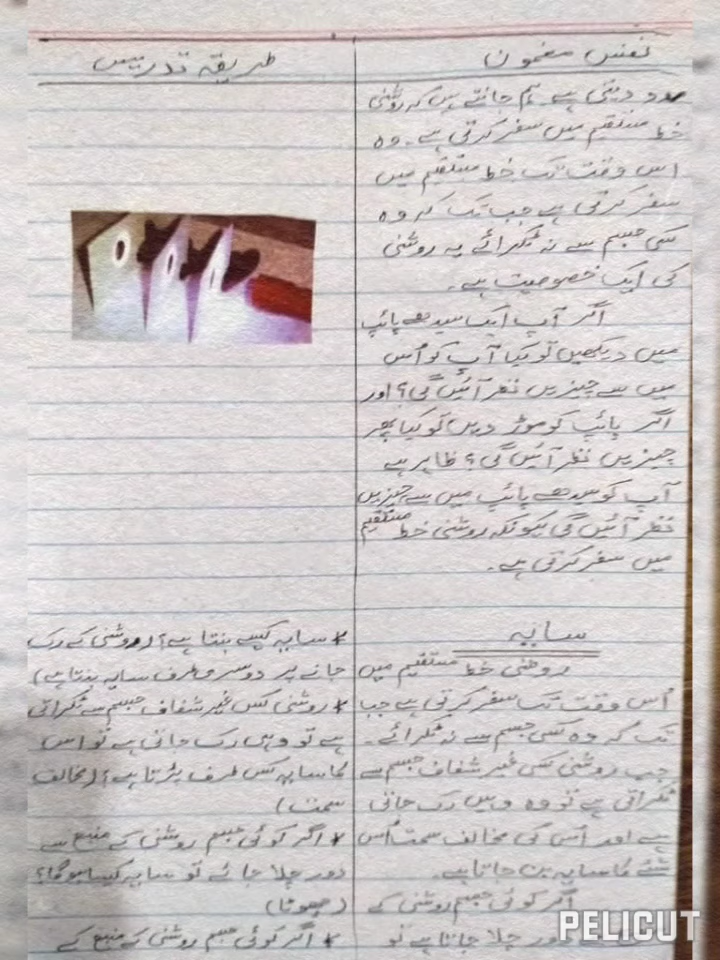 نفس مضمون
دیتی ہے۔ ہم جانتے ہیں کہ روشنی
خط مستقیم میں سفر کرتی ہے۔ وہ
اس وقت تک خط مستقیم میں
سفر کرتی ہے جب تک کہ وہ
کسی جسم سے نہ ٹکرائے یہ روشنی
کی ایک خصوصیت ہے۔
اگر آپ ایک سیدھے پائپ
میں دیکھیں تو کیا آپ کو اُس
میں سے چیزیں نظر آئیں گی؟ اور
اگر پائپ کو موڑ دیں تو کیا پھر
چیزیں نظر آئیں گی؟ ظاہر ہے
آپ کو سیدھے پائپ میں سے چیزیں
نظر آئیں گی کیونکہ روشنی خط مستقیم
میں سفر کرتی ہے۔
سایہ
روشنی خط مستقیم میں
اُس وقت تک سفر کرتی ہے جب
تک کہ وہ کسی جسم سے نہ ٹکرائے۔
جب روشنی کسی غیر شفاف جسم سے
ٹکراتی ہے تو وہ وہیں رک جاتی
ہے اور اُس کی مخالف سمت اُس
شئے کا سایہ بن جاتا ہے۔
اگر کوئی جسم روشنی کے
دور چلا جاتا ہے تو
طریقہ تدریس
* سایہ کیسے بنتا ہے؟ (روشنی کے رک
جانے پر دوسری طرف سایہ بنتا ہے)
* روشنی کسی غیر شفاف جسم سے ٹکراتی
ہے تو وہیں رک جاتی ہے تو اس
کا سایہ کس طرف پڑتا ہے؟ (مخالف
سمت)
* اگر کوئی جسم روشنی کے منبع سے
دور چلا جائے تو سایہ کیسا ہوگا؟
(چھوٹا)
* اگر کوئی جسم روشنی کے منبع کے
PELICUT